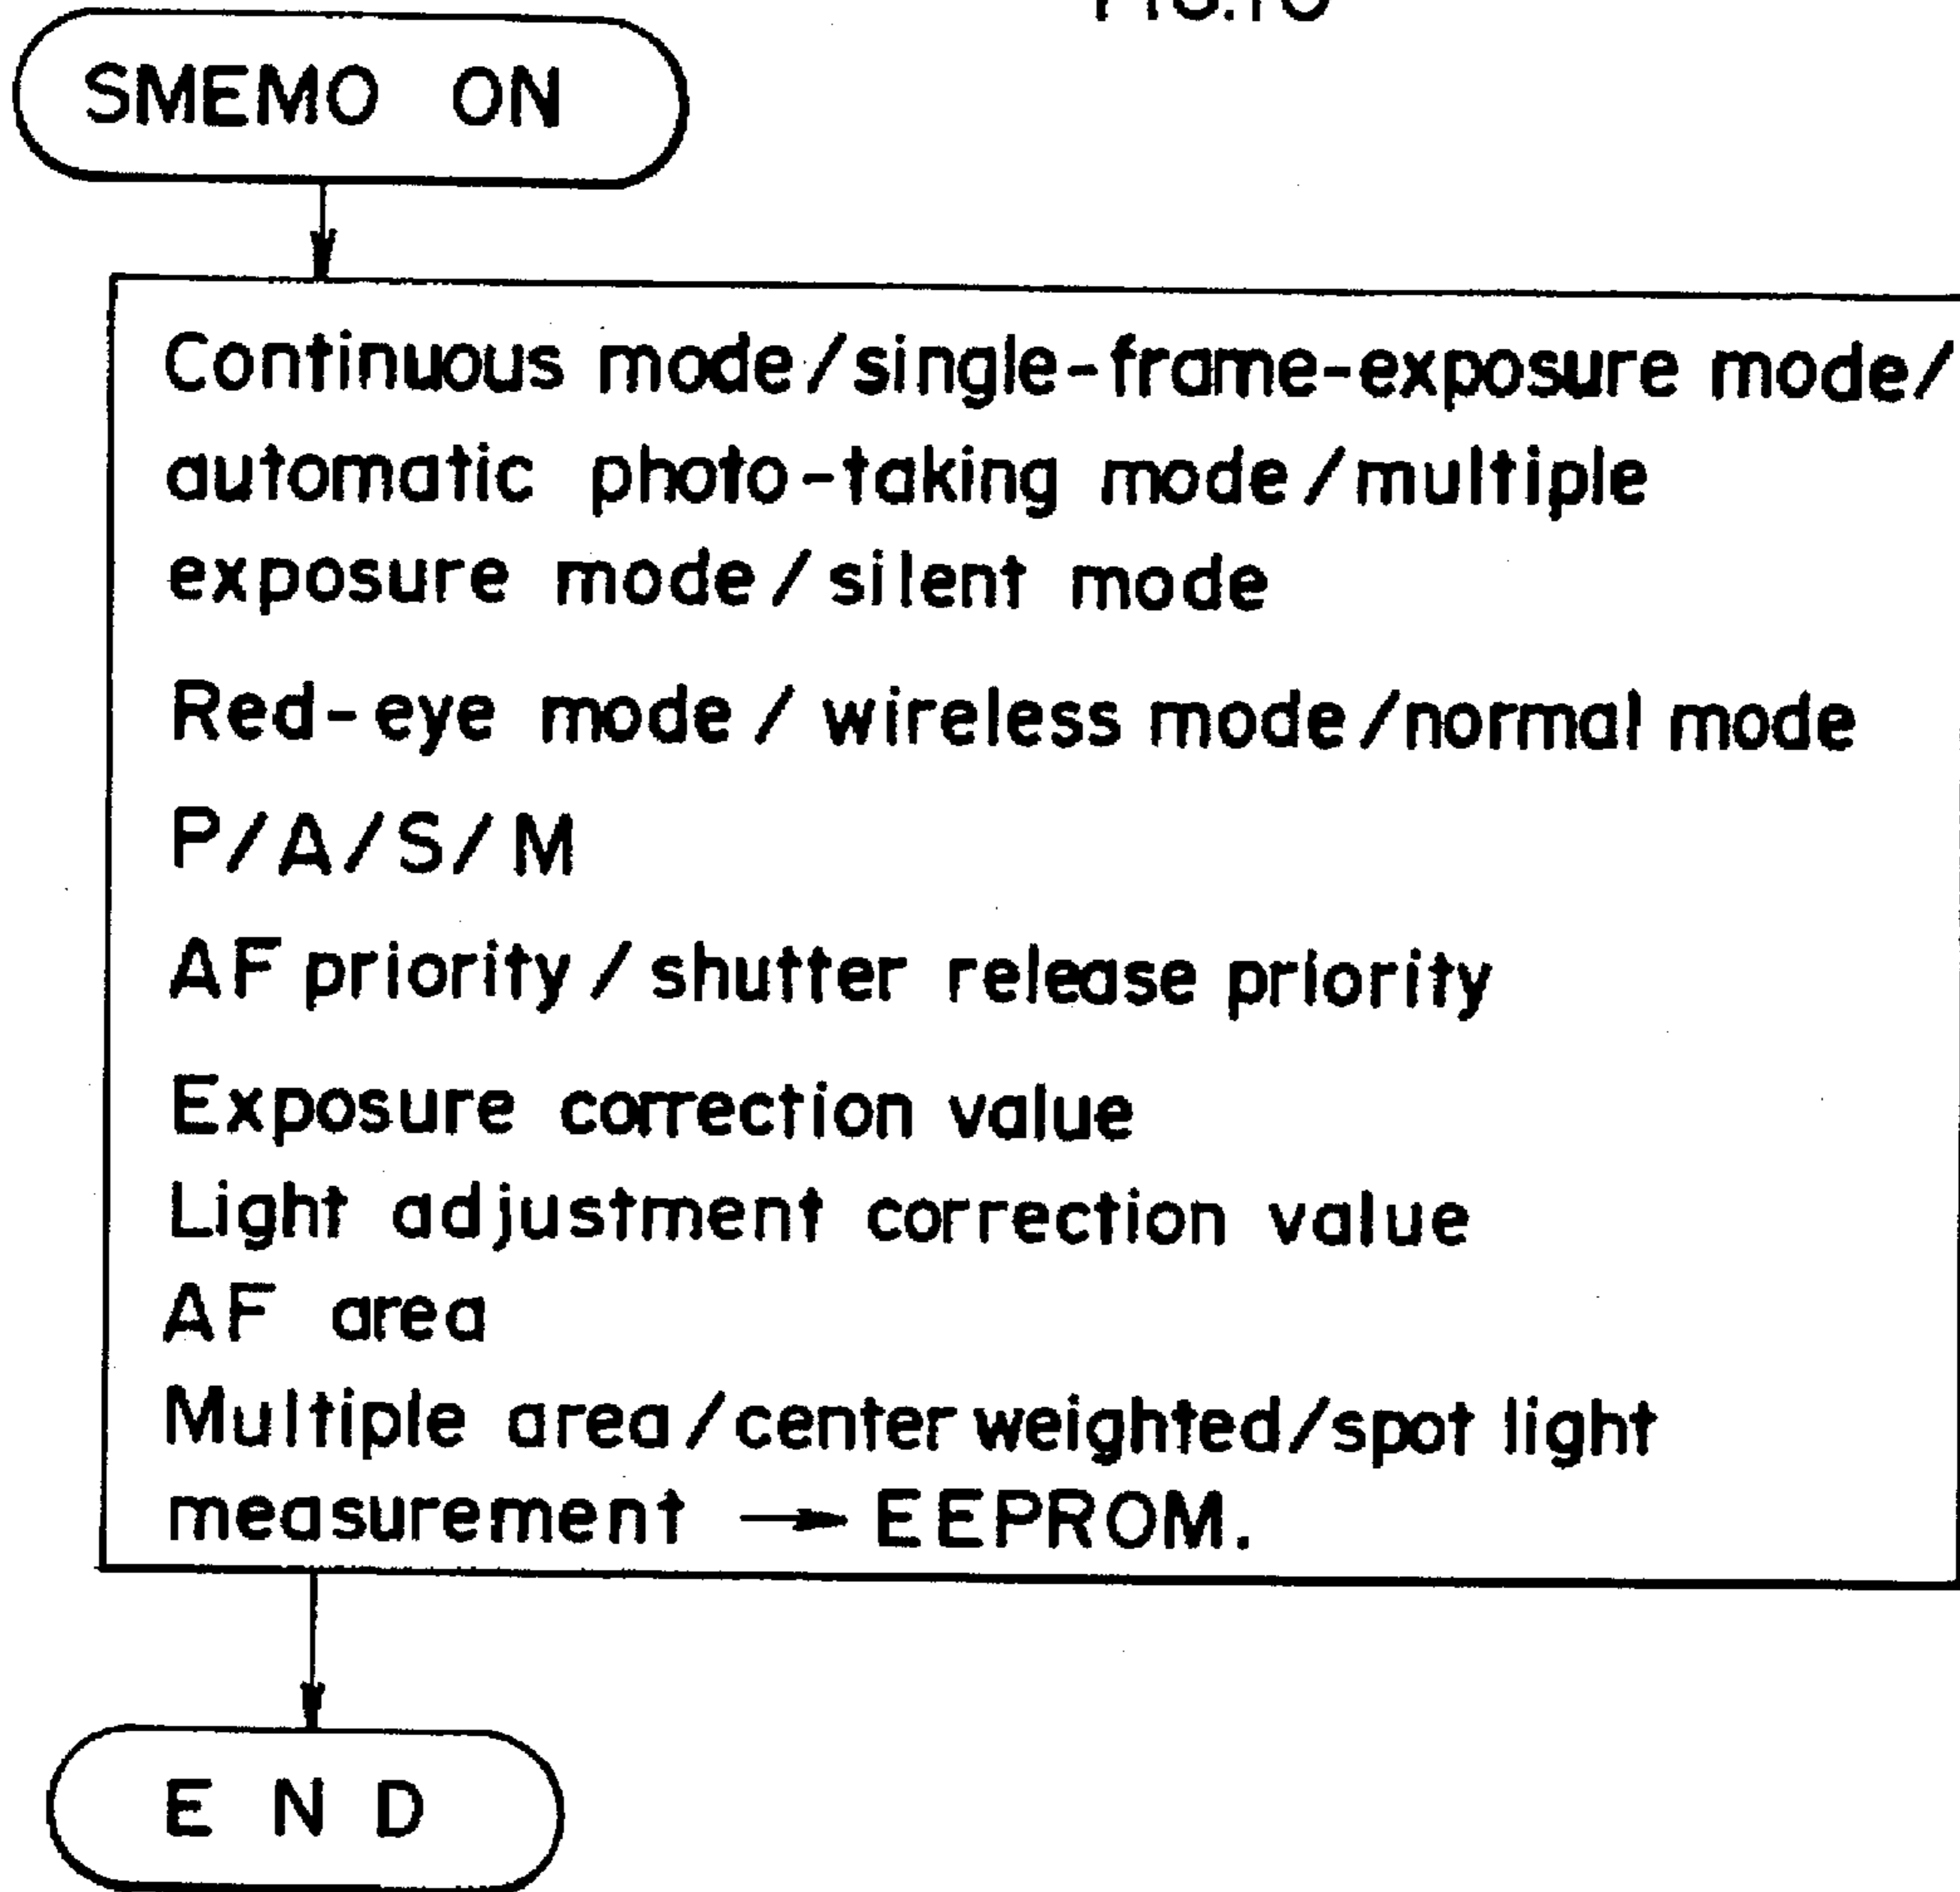 SMEMO ON
Continuous mode/single-frame-exposure mode/
automatic photo-taking mode/multiple
exposure mode/silent mode
Red-eye mode/wireless mode/normal mode
P/A/S/M
AF priority/shutter release priority
Exposure correction value
Light adjustment correction value
AF area
Multiple area/center weighted/spot light
measurement → EEPROM.
END